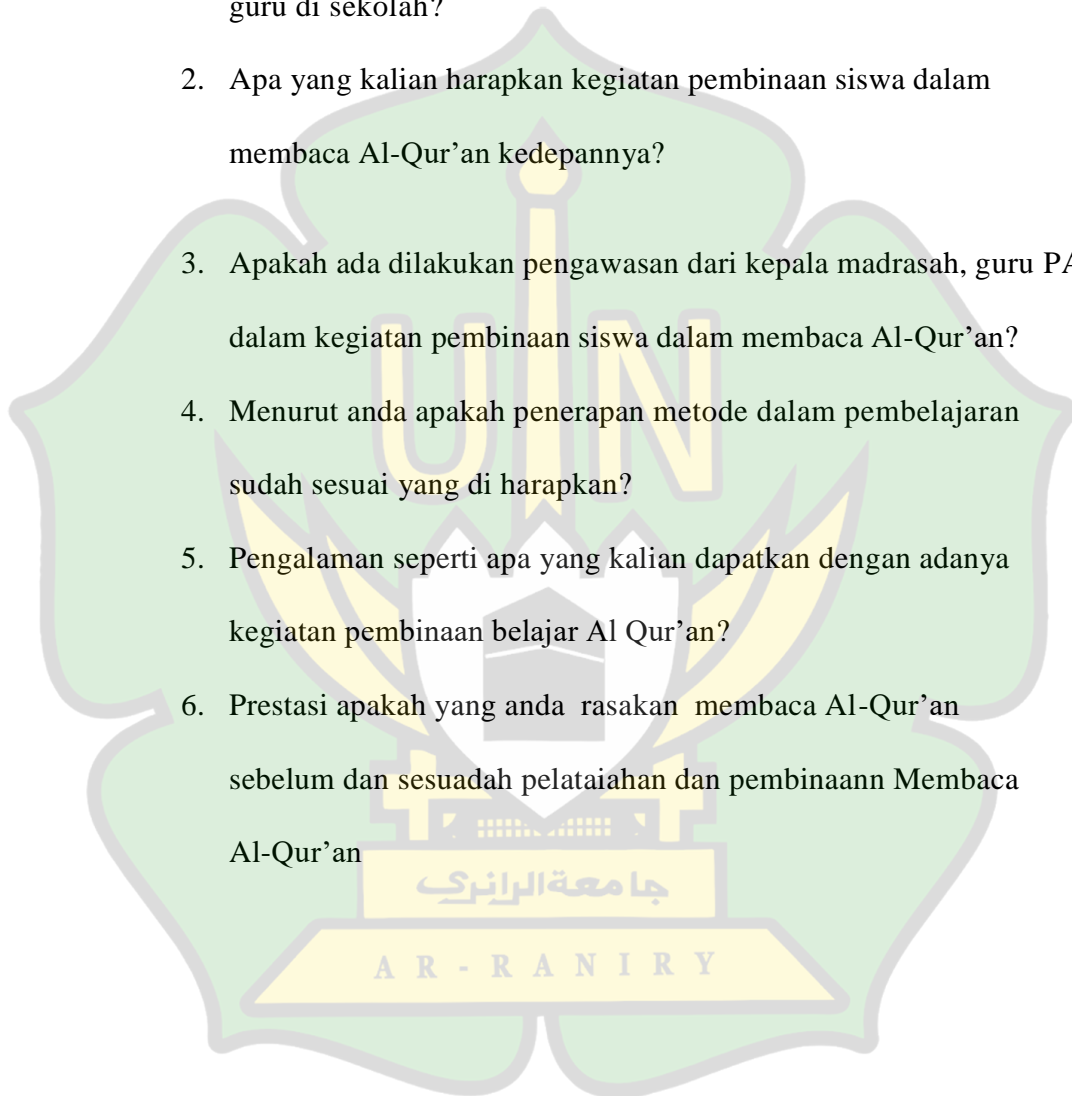 guru di sekolah?
2. Apa yang kalian harapkan kegiatan pembinaan siswa dalam
membaca Al-Qur’an kedepannya?
3. Apakah ada dilakukan pengawasan dari kepala madrasah, guru PA
dalam kegiatan pembinaan siswa dalam membaca Al-Qur’an?
4. Menurut anda apakah penerapan metode dalam pembelajaran
sudah sesuai yang di harapkan?
5. Pengalaman seperti apa yang kalian dapatkan dengan adanya
kegiatan pembinaan belajar Al Qur’an?
6. Prestasi apakah yang anda rasakan membaca Al-Qur’an
sebelum dan sesuadah pelataiahan dan pembinaann Membaca
Al-Qur’an
UIN
جامعة الرانري
AR-RANIRY